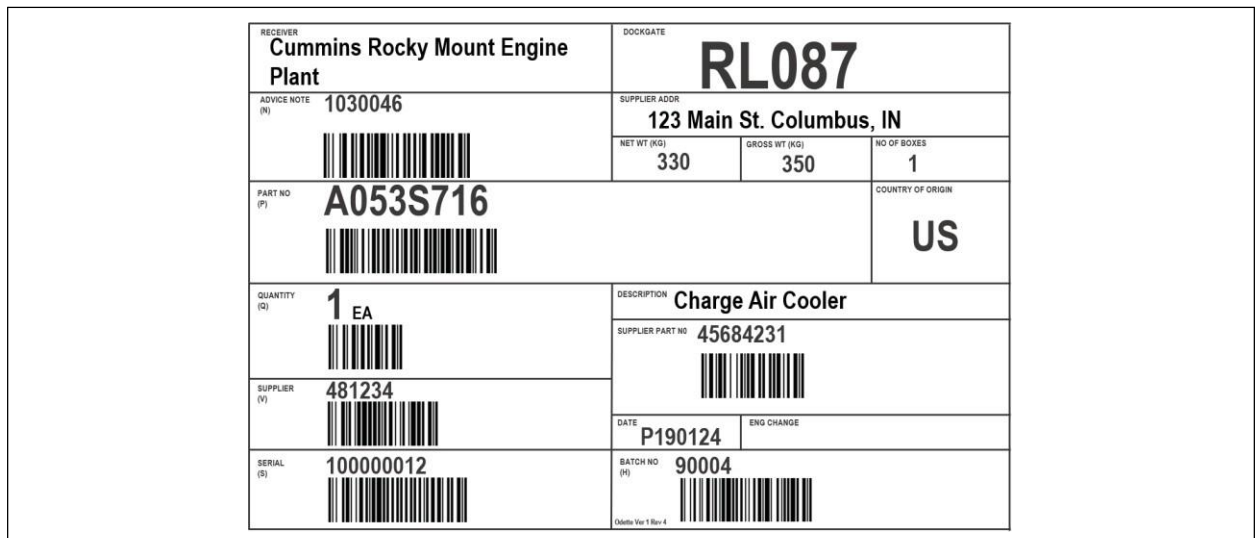 RECEIVER
Cummins Rocky Mount Engine
Plant
DOCKGATE
RL087
ADVICE NOTE
(N)
1030046
SUPPLIER ADDR
123 Main St. Columbus, IN
NET WT (KG)
330
GROSS WT (KG)
350
NO OF BOXES
1
PART NO
(P)
A053S716
COUNTRY OF ORIGIN
US
QUANTITY
(Q)
1 EA
DESCRIPTION Charge Air Cooler
SUPPLIER PART N0 45684231
SUPPLIER
(V)
481234
DATE
P190124
ENG CHANGE
SERIAL
(S)
100000012
BATCH NO
(H)
90004
Odette Ver 1 Rev 4